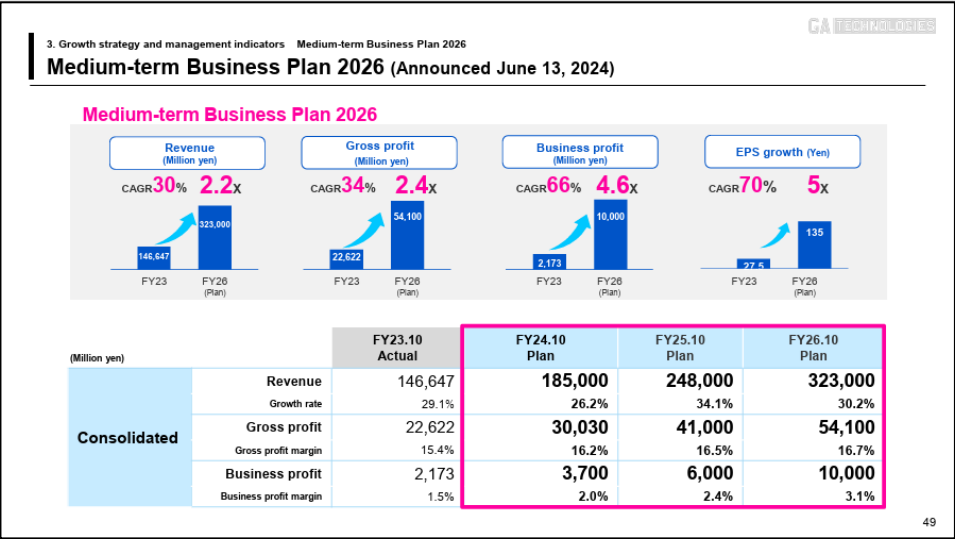 GA TECHNOLOGIES
3. Growth strategy and management indicators Medium-term Business Plan 2026
Medium-term Business Plan 2026 (Announced June 13, 2024)
Medium-term Business Plan 2026
Revenue
(Million yen)
CAGR30% 2.2x
146,647
323,000
FY23 FY26
(Plan)
Gross profit
(Million yen)
CAGR34% 2.4x
22,622
54,100
FY23 FY26
(Plan)
Business profit
(Million yen)
CAGR66% 4.6x
2,173
10,000
FY23 FY26
(Plan)
EPS growth (Yen)
CAGR70% 5x
27.5
135
FY23 FY26
(Plan)
(Million yen) FY23.10 Actual FY24.10 Plan FY25.10 Plan FY26.10 Plan
Consolidated
Revenue 146,647 185,000 248,000 323,000
Growth rate 29.1% 26.2% 34.1% 30.2%
Gross profit 22,622 30,030 41,000 54,100
Gross profit margin 15.4% 16.2% 16.5% 16.7%
Business profit 2,173 3,700 6,000 10,000
Business profit margin 1.5% 2.0% 2.4% 3.1%
49